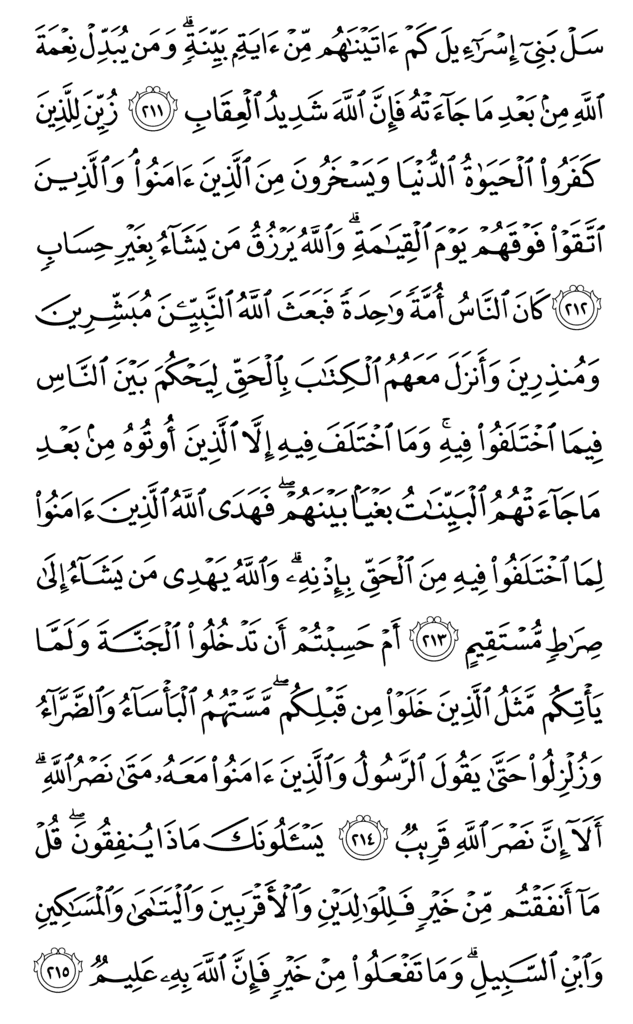 سَلۡ بَنِيٓ إِسۡرَٰٓءِيلَ كَمۡ ءَاتَيۡنَٰهُم مِّنۡ ءَايَةِۭ بَيِّنَةٖۗ وَمَن يُبَدِّلۡ نِعۡمَةَ
ٱللَّهِ مِنۢ بَعۡدِ مَا جَآءَتۡهُ فَإِنَّ ٱللَّهَ شَدِيدُ ٱلۡعِقَابِ ٢١١ زُيِّنَ لِلَّذِينَ
كَفَرُواْ ٱلۡحَيَوٰةُ ٱلدُّنۡيَا وَيَسۡخَرُونَ مِنَ ٱلَّذِينَ ءَامَنُواْۘ وَٱلَّذِينَ
ٱتَّقَوۡاْ فَوۡقَهُمۡ يَوۡمَ ٱلۡقِيَٰمَةِۗ وَٱللَّهُ يَرۡزُقُ مَن يَشَآءُ بِغَيۡرِ حِسَابٖ
٢١٢ كَانَ ٱلنَّاسُ أُمَّةٗ وَٰحِدَةٗ فَبَعَثَ ٱللَّهُ ٱلنَّبِيِّـۧنَ مُبَشِّرِينَ
وَمُنذِرِينَ وَأَنزَلَ مَعَهُمُ ٱلۡكِتَٰبَ بِٱلۡحَقِّ لِيَحۡكُمَ بَيۡنَ ٱلنَّاسِ
فِيمَا ٱخۡتَلَفُواْ فِيهِۚ وَمَا ٱخۡتَلَفَ فِيهِ إِلَّا ٱلَّذِينَ أُوتُوهُ مِنۢ بَعۡدِ
مَا جَآءَتۡهُمُ ٱلۡبَيِّنَٰتُ بَغۡيَۢا بَيۡنَهُمۡۖ فَهَدَى ٱللَّهُ ٱلَّذِينَ ءَامَنُواْ
لِمَا ٱخۡتَلَفُواْ فِيهِ مِنَ ٱلۡحَقِّ بِإِذۡنِهِۦۗ وَٱللَّهُ يَهۡدِي مَن يَشَآءُ إِلَىٰ
صِرَٰطٖ مُّسۡتَقِيمٍ ٢١٣ أَمۡ حَسِبۡتُمۡ أَن تَدۡخُلُواْ ٱلۡجَنَّةَ وَلَمَّا
يَأۡتِكُم مَّثَلُ ٱلَّذِينَ خَلَوۡاْ مِن قَبۡلِكُمۖ مَّسَّتۡهُمُ ٱلۡبَأۡسَآءُ وَٱلضَّرَّآءُ
وَزُلۡزِلُواْ حَتَّىٰ يَقُولَ ٱلرَّسُولُ وَٱلَّذِينَ ءَامَنُواْ مَعَهُۥ مَتَىٰ نَصۡرُ ٱللَّهِۗ
أَلَآ إِنَّ نَصۡرَ ٱللَّهِ قَرِيبٞ ٢١٤ يَسۡـَٔلُونَكَ مَاذَا يُنفِقُونَۖ قُلۡ
مَآ أَنفَقۡتُم مِّنۡ خَيۡرٖ فَلِلۡوَٰلِدَيۡنِ وَٱلۡأَقۡرَبِينَ وَٱلۡيَتَٰمَىٰ وَٱلۡمَسَٰكِينِ
وَٱبۡنِ ٱلسَّبِيلِۗ وَمَا تَفۡعَلُواْ مِنۡ خَيۡرٖ فَإِنَّ ٱللَّهَ بِهِۦ عَلِيمٞ ٢١٥